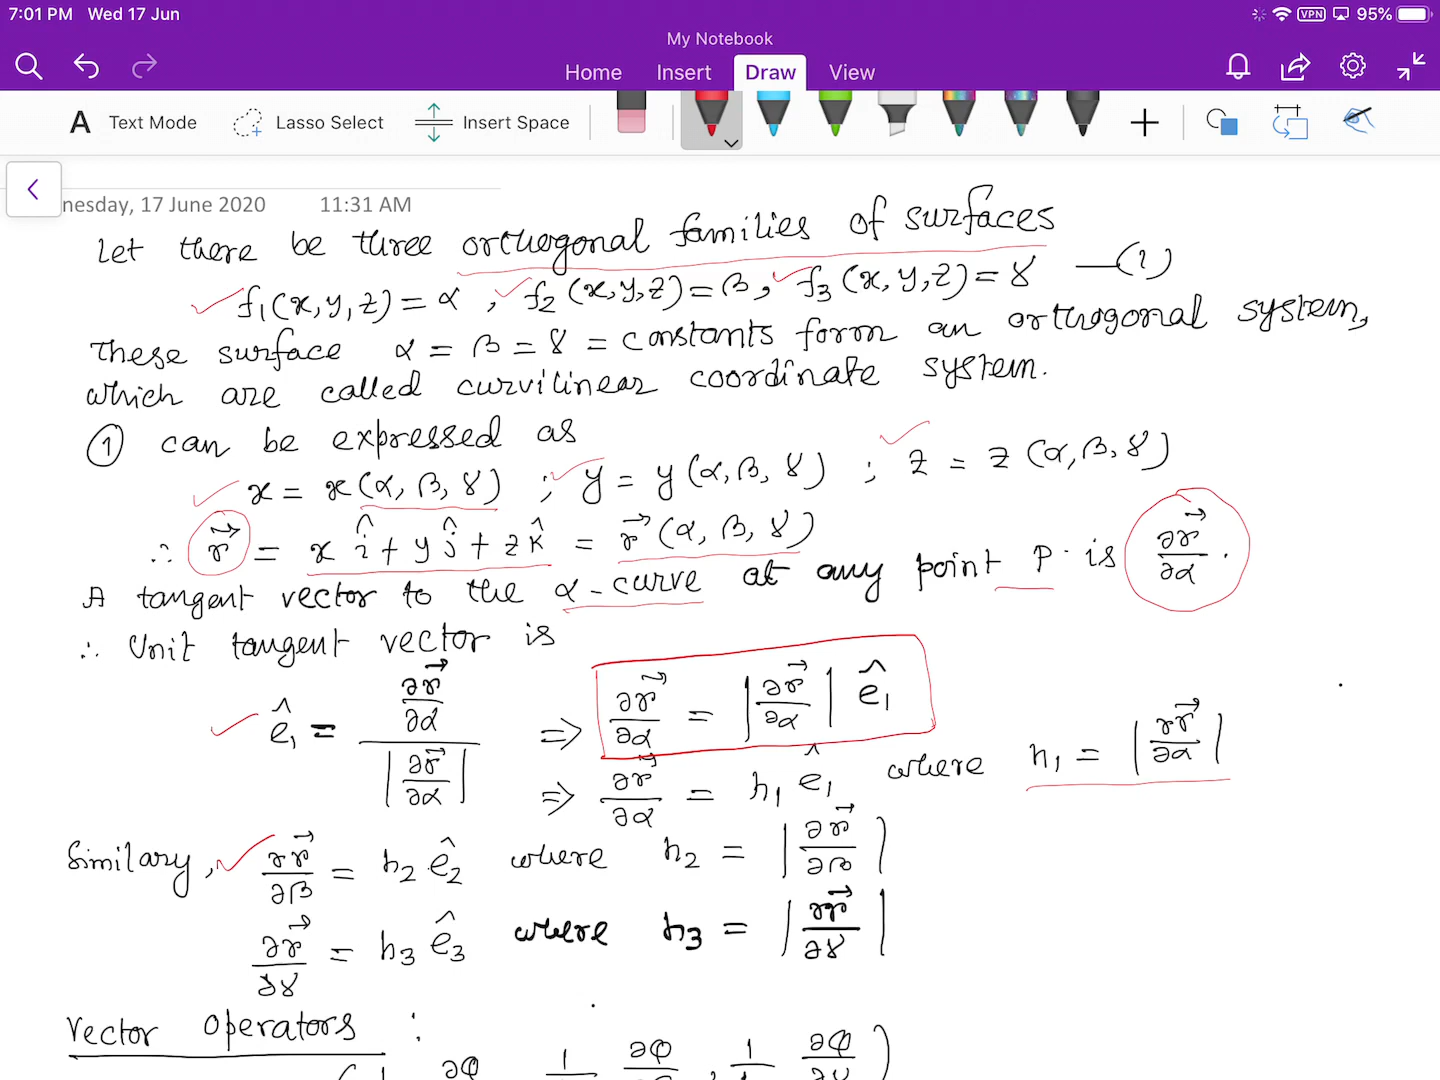 7:01 PM Wed 17 Jun VPN 95%
My Notebook
Home Insert Draw View
A Text Mode Lasso Select Insert Space
nesday, 17 June 2020 11:31 AM
Let there be three orthogonal families of surfaces
f₁(x,y,z) = α , f₂(x,y,z) = β, f₃(x,y,z) = γ —(1)
These surface α = β = γ = constants form an orthogonal system,
which are called curvilinear coordinate system.
① can be expressed as
x = x(α, β, γ) ; y = y(α, β, γ) ; z = z(α, β, γ)
∴ r⃗ = x î + y ĵ + z k̂ = r⃗(α, β, γ)
A tangent vector to the α-curve at any point P. is ∂r⃗/∂α .
∴ Unit tangent vector is
ê₁ = (∂r⃗/∂α) / |∂r⃗/∂α| ⇒ ∂r⃗/∂α = |∂r⃗/∂α| ê₁
⇒ ∂r⃗/∂α = h₁ ê₁ where h₁ = |∂r⃗/∂α|
Similary, ∂r⃗/∂β = h₂ ê₂ where h₂ = |∂r⃗/∂β|
∂r⃗/∂γ = h₃ ê₃ where h₃ = |∂r⃗/∂γ|
Vector operators :
∂φ 1 ∂φ , 1 ∂φ )